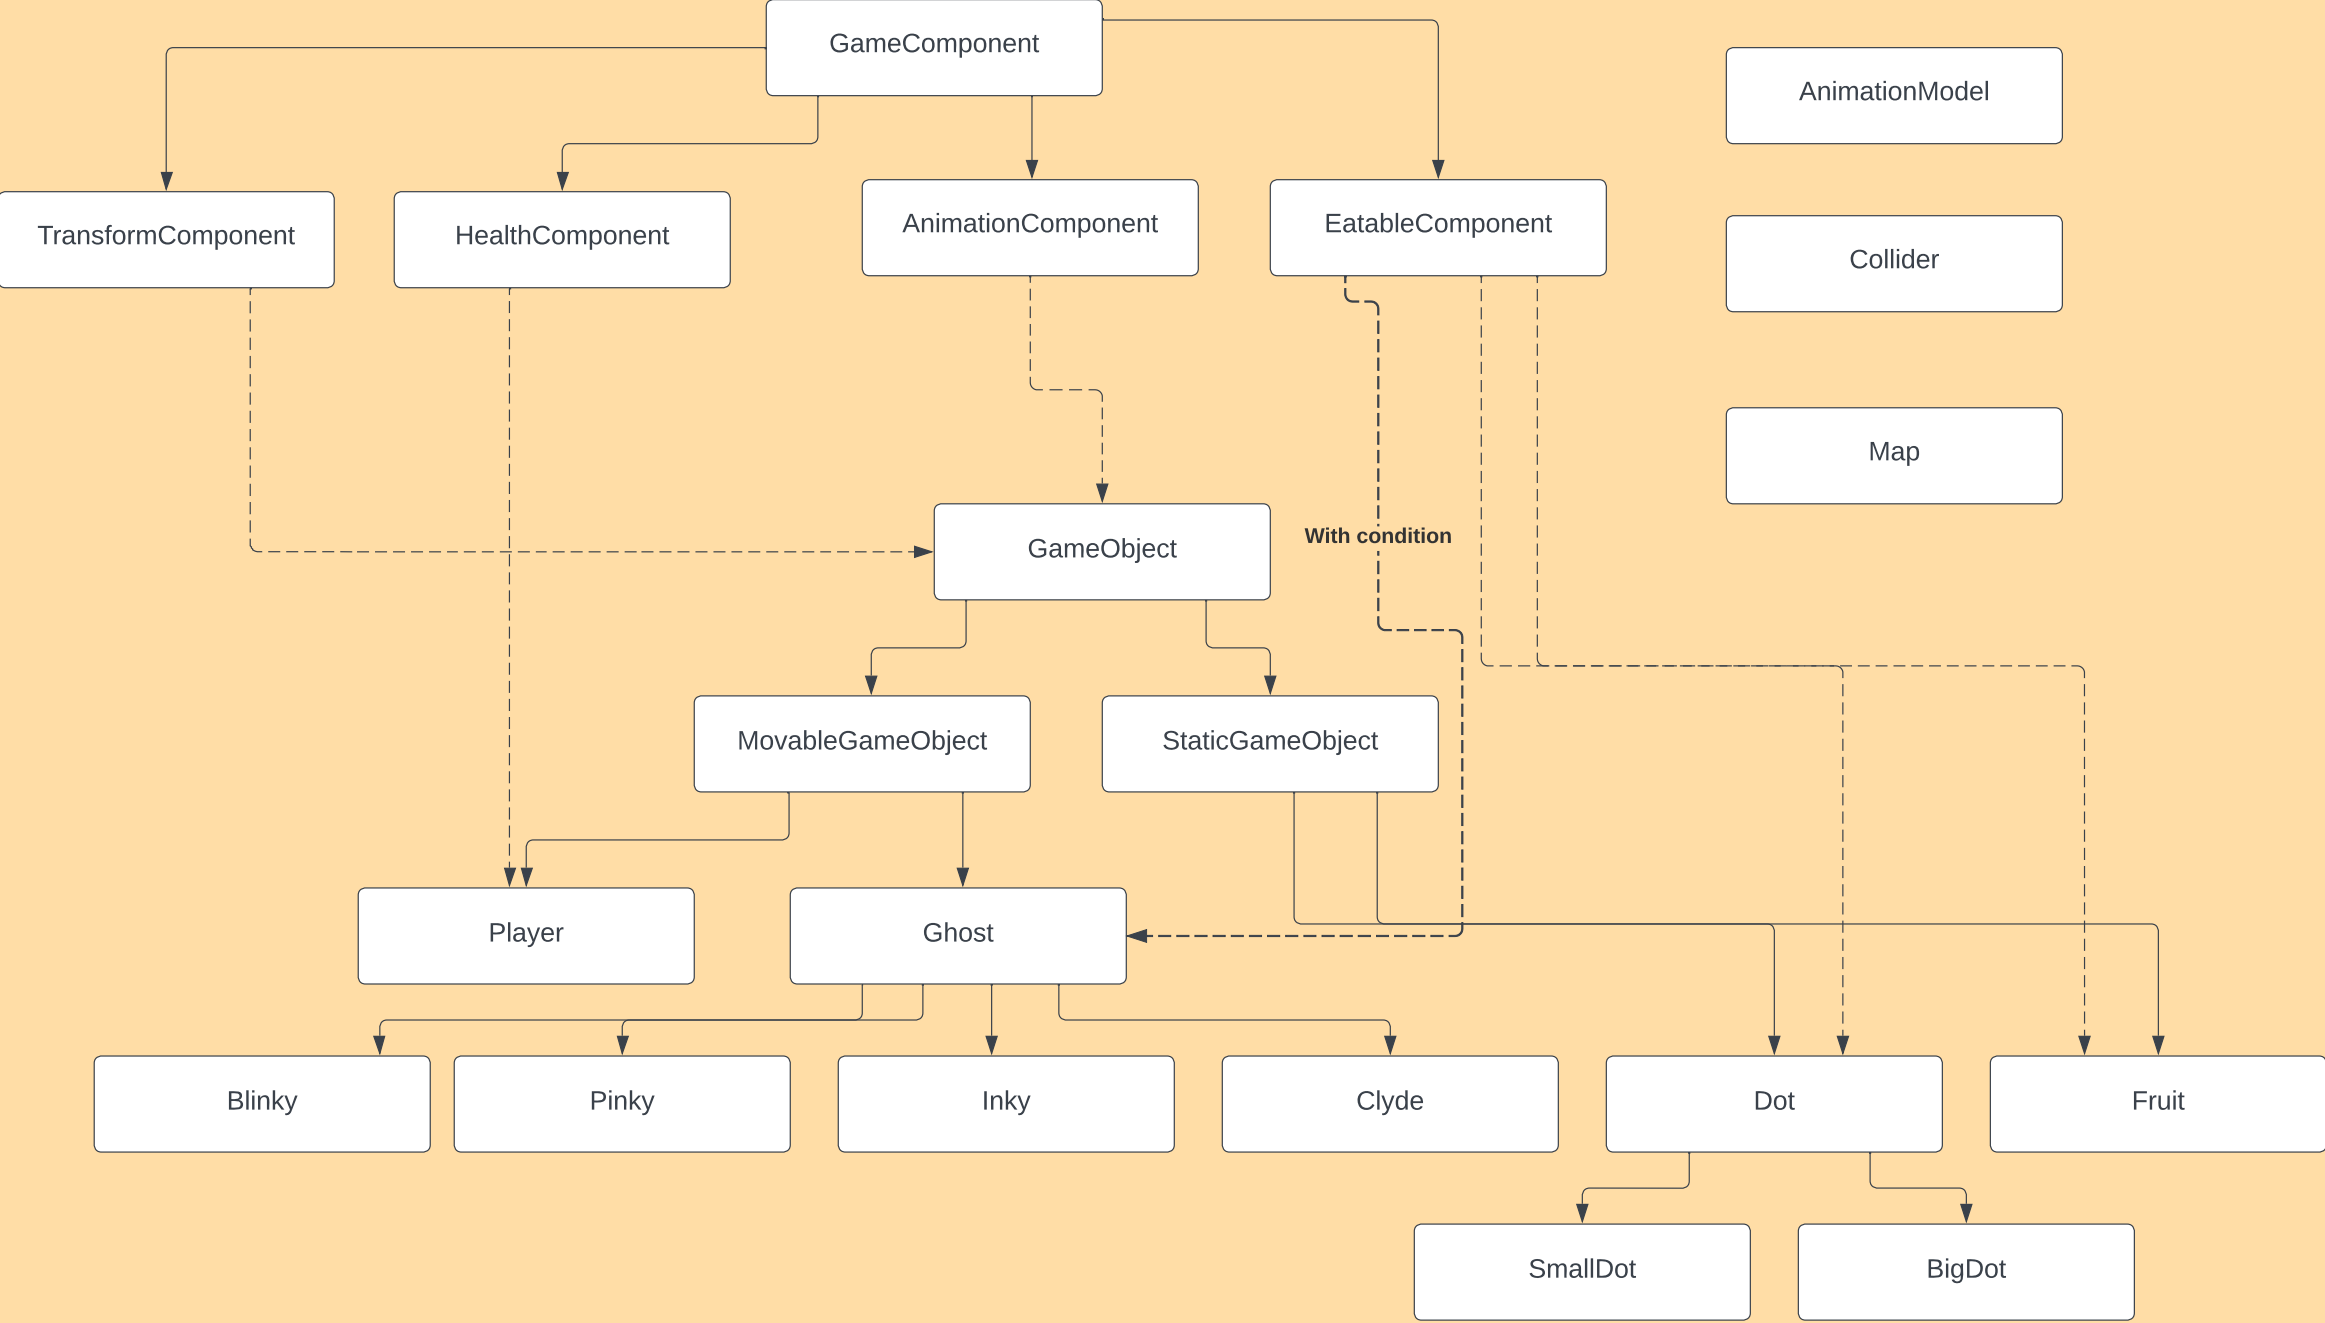 GameComponent
AnimationModel
TransformComponent
HealthComponent
AnimationComponent
EatableComponent
Collider
Map
With condition
GameObject
MovableGameObject
StaticGameObject
Player
Ghost
Blinky
Pinky
Inky
Clyde
Dot
Fruit
SmallDot
BigDot